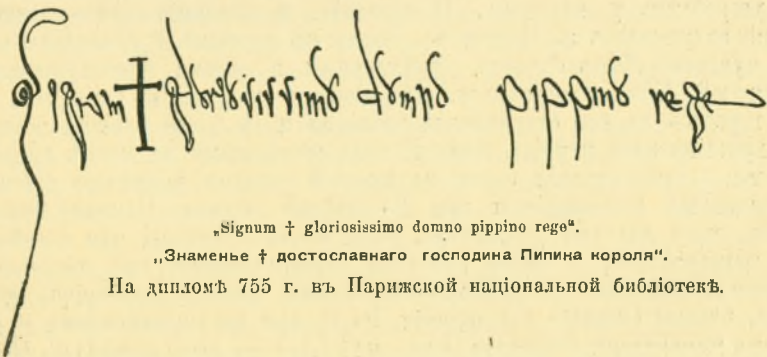 Signum † gloriosissimo domno pippino rege
„Signum † gloriosissimo domno pippino rege“.
„Знаменье † достославнаго господина Пипина короля“.
На дипломѣ 755 г. въ Парижской національной библіотекѣ.